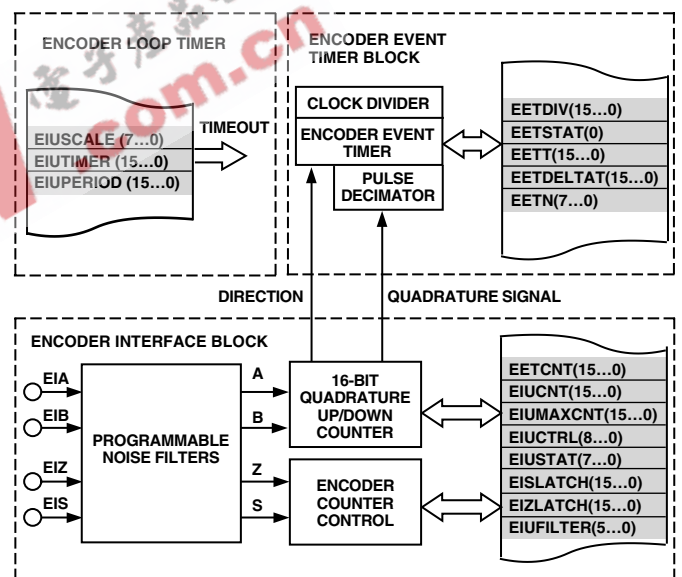 ENCODER LOOP TIMER
EIUSCALE (7...0)
EIUTIMER (15...0)
EIUPERIOD (15...0)
TIMEOUT
ENCODER EVENT
TIMER BLOCK
CLOCK DIVIDER
ENCODER EVENT
TIMER
PULSE
DECIMATOR
EETDIV(15...0)
EETSTAT(0)
EETT(15...0)
EETDELTAT(15...0)
EETN(7...0)
DIRECTION
QUADRATURE SIGNAL
ENCODER INTERFACE BLOCK
EIA
EIB
EIZ
EIS
PROGRAMMABLE
NOISE FILTERS
A
B
Z
S
16-BIT
QUADRATURE
UP/DOWN
COUNTER
ENCODER
COUNTER
CONTROL
EETCNT(15...0)
EIUCNT(15...0)
EIUMAXCNT(15...0)
EIUCTRL(8...0)
EIUSTAT(7...0)
EISLATCH(15...0)
EIZLATCH(15...0)
EIUFILTER(5...0)
.com.cn